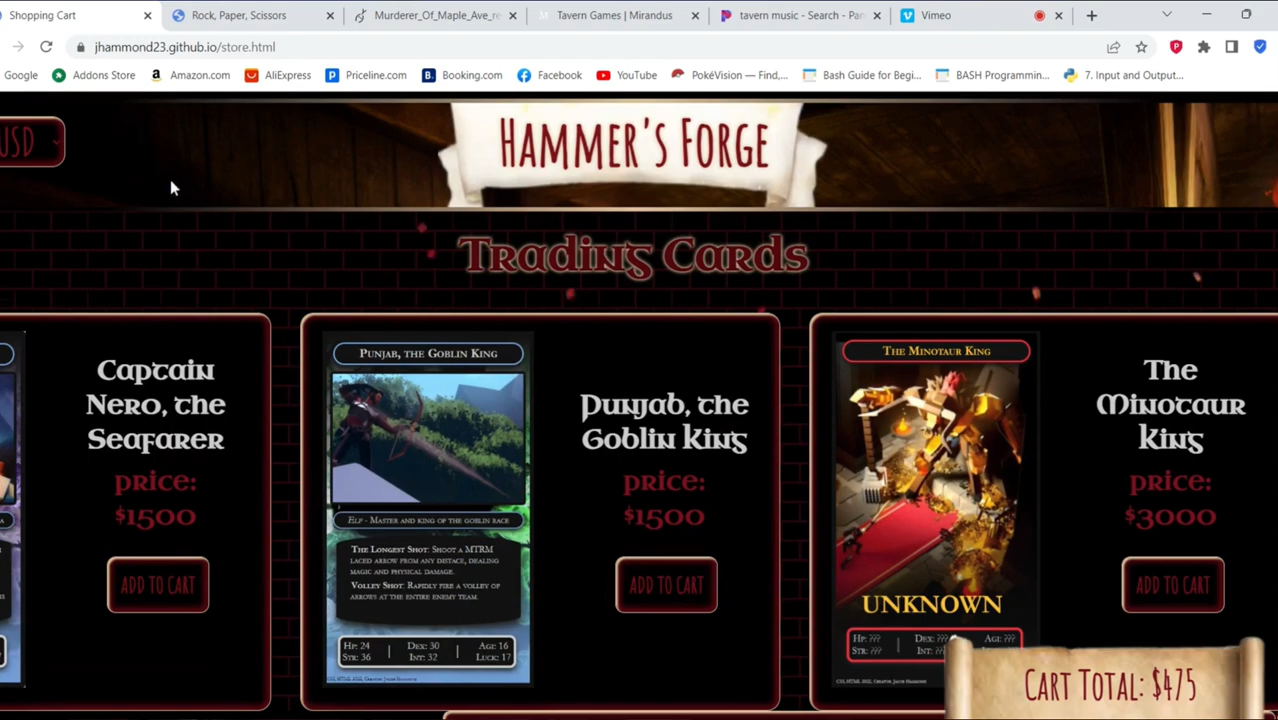 Shopping Cart
Rock, Paper, Scissors
Murderer_Of_Maple_Ave_re
Tavern Games | Mirandus
tavern music - Search - Pan
Vimeo
jhammond23.github.io/store.html
Google
Addons Store
Amazon.com
AliExpress
Priceline.com
Booking.com
Facebook
YouTube
PokéVision — Find,...
Bash Guide for Begi...
BASH Programmin...
7. Input and Output...
USD
HAMMER'S FORGE
Trading Cards
Captain
Nero, the
Seafarer
price:
$1500
ADD TO CART
PUNJAB, THE GOBLIN KING
ELF - MASTER AND KING OF THE GOBLIN RACE
THE LONGEST SHOT: SHOOT A MTRM
LACED ARROW FROM ANY DISTACE, DEALING
MAGIC AND PHYSICAL DAMAGE.
VOLLEY SHOT: RAPIDLY FIRE A VOLLEY OF
ARROWS AT THE ENTIRE ENEMY TEAM.
HP: 24
DEX: 30
AGI: 16
STR: 36
INT: 32
LUCK: 17
Punjab, the
Goblin King
price:
$1500
ADD TO CART
THE MINOTAUR KING
UNKNOWN
HP: ???
DEX: ???
AGI: ???
STR: ???
The
Minotaur
King
price:
$3000
ADD TO CART
CART TOTAL: $475